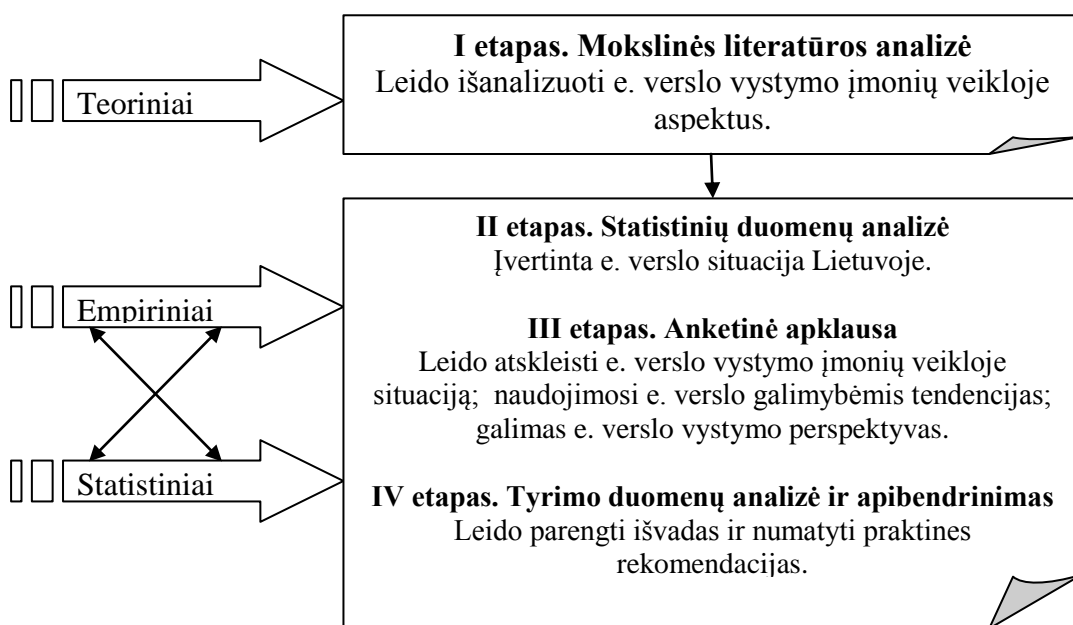 Teoriniai
I etapas. Mokslinės literatūros analizė
Leido išanalizuoti e. verslo vystymo įmonių veikloje
aspektus.
Empiriniai
Statistiniai
II etapas. Statistinių duomenų analizė
Įvertinta e. verslo situacija Lietuvoje.
III etapas. Anketinė apklausa
Leido atskleisti e. verslo vystymo įmonių veikloje
situaciją; naudojimosi e. verslo galimybėmis tendencijas;
galimas e. verslo vystymo perspektyvas.
IV etapas. Tyrimo duomenų analizė ir apibendrinimas
Leido parengti išvadas ir numatyti praktines
rekomendacijas.